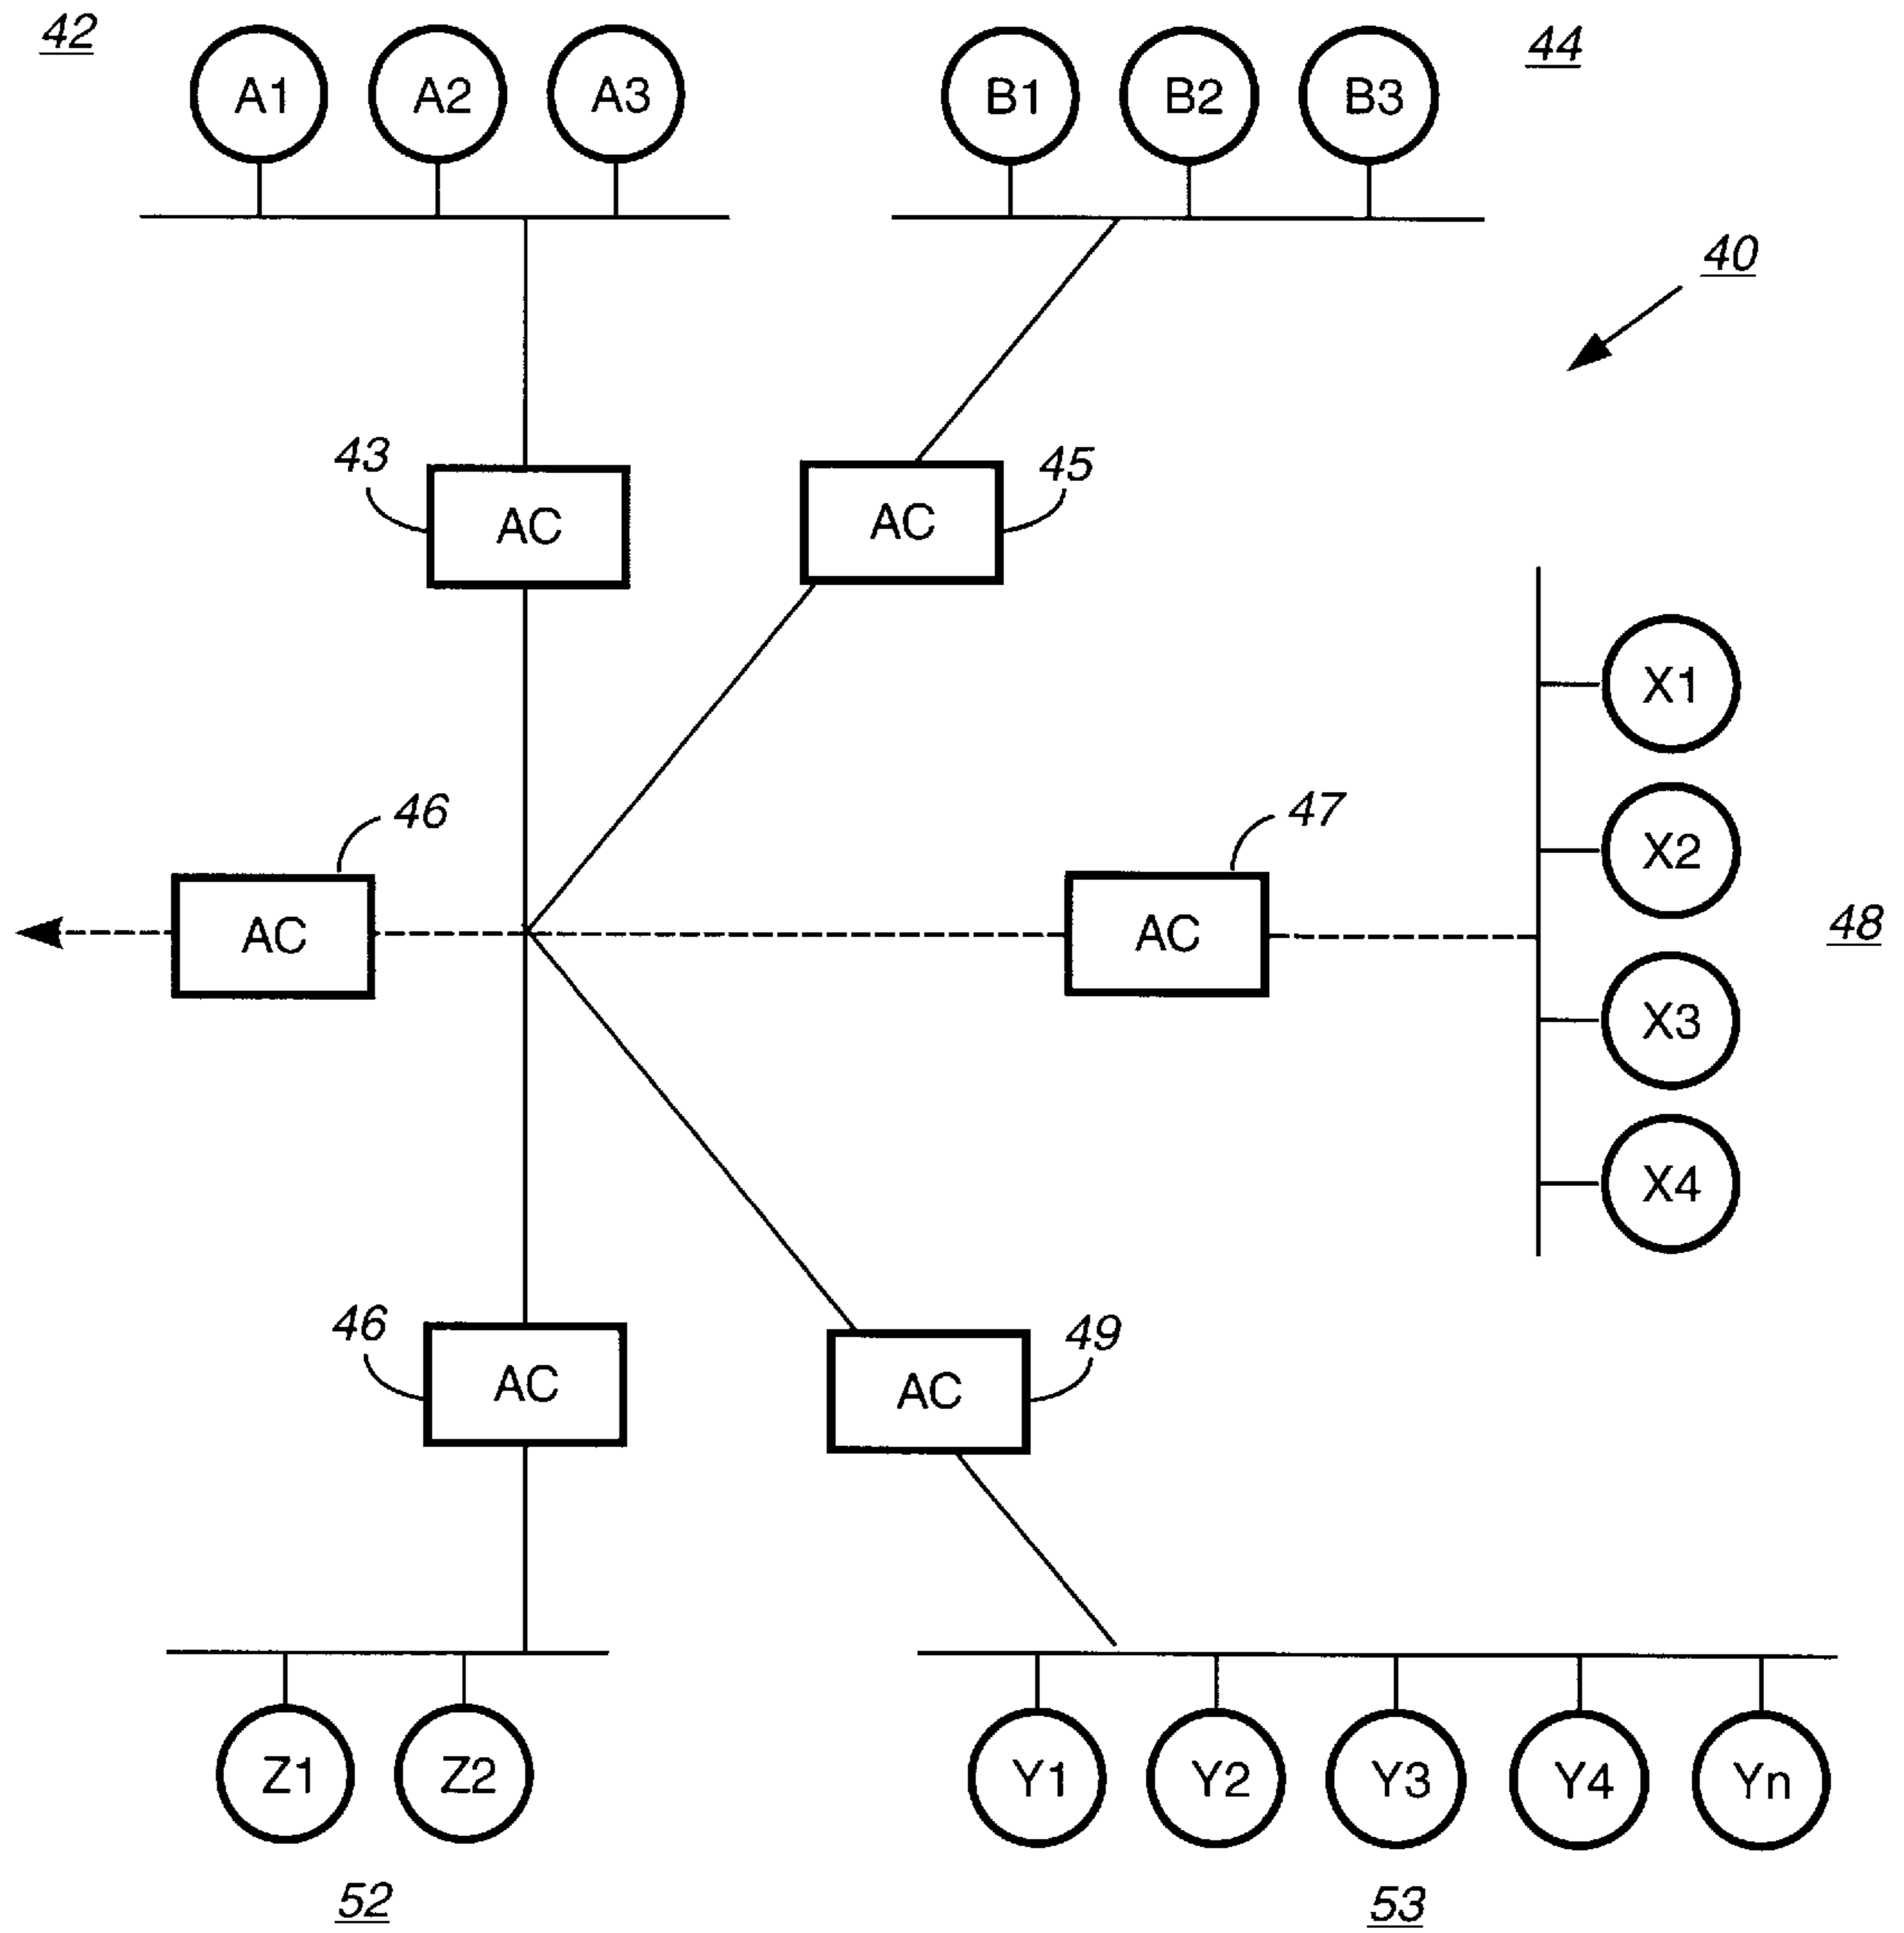 42
A1 A2 A3
B1 B2 B3
44
40
43
AC
AC
45
X1
46
AC
47
AC
X2
48
X3
X4
46
AC
AC
49
Z1 Z2
Y1 Y2 Y3 Y4 Yn
52
53